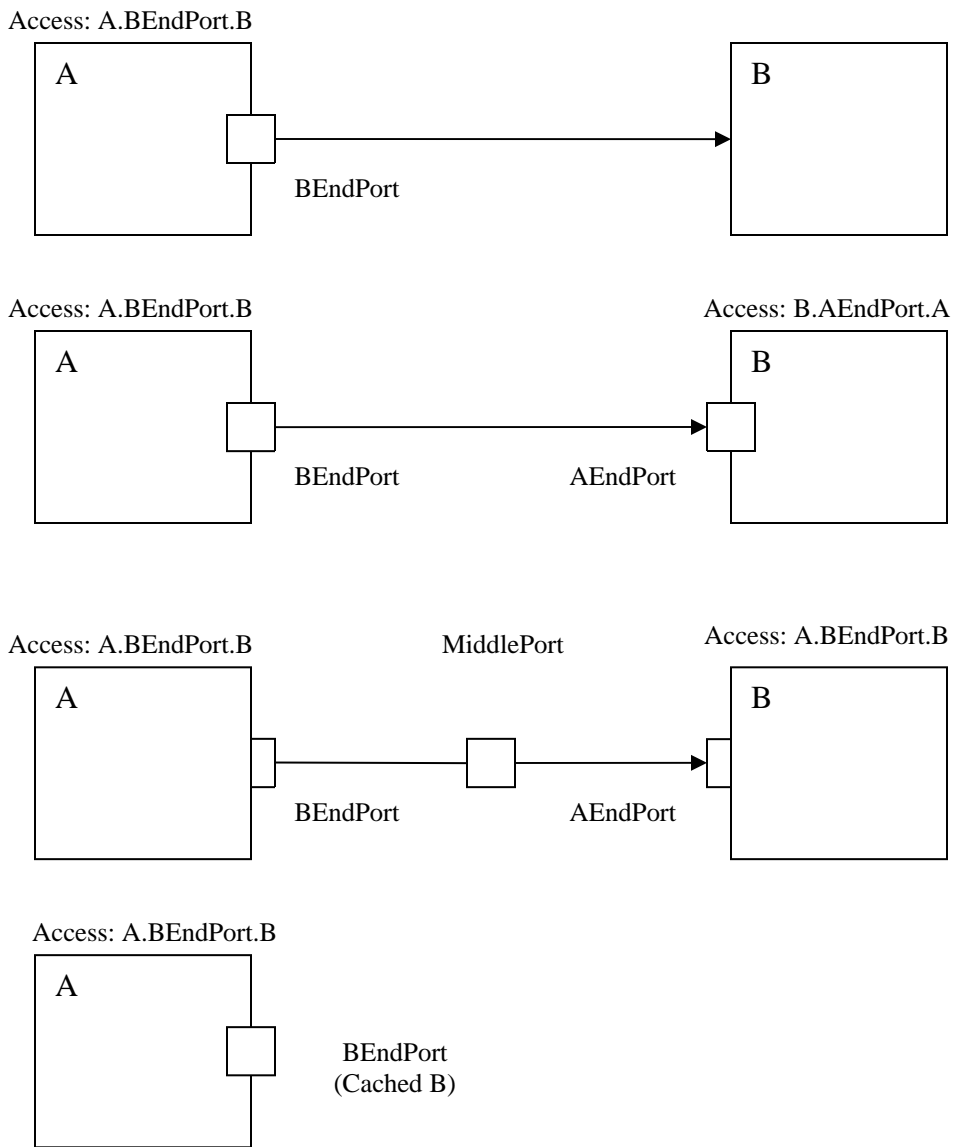 Access: A.BEndPort.B
A
B
BEndPort
Access: A.BEndPort.B
Access: B.AEndPort.A
A
B
BEndPort
AEndPort
Access: A.BEndPort.B
MiddlePort
Access: A.BEndPort.B
A
B
BEndPort
AEndPort
Access: A.BEndPort.B
A
BEndPort
(Cached B)